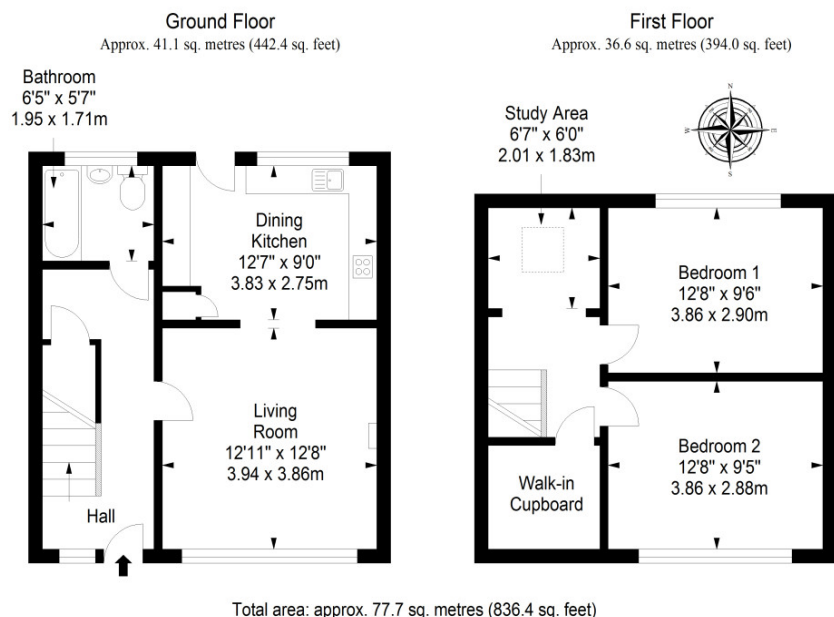 Ground Floor
Approx. 41.1 sq. metres (442.4 sq. feet)
Bathroom
6'5" x 5'7"
1.95 x 1.71m
Dining
Kitchen
12'7" x 9'0"
3.83 x 2.75m
Living
Room
12'11" x 12'8"
3.94 x 3.86m
Hall
First Floor
Approx. 36.6 sq. metres (394.0 sq. feet)
N
W
E
S
Study Area
6'7" x 6'0"
2.01 x 1.83m
Bedroom 1
12'8" x 9'6"
3.86 x 2.90m
Bedroom 2
12'8" x 9'5"
3.86 x 2.88m
Walk-in
Cupboard
Total area: approx. 77.7 sq. metres (836.4 sq. feet)